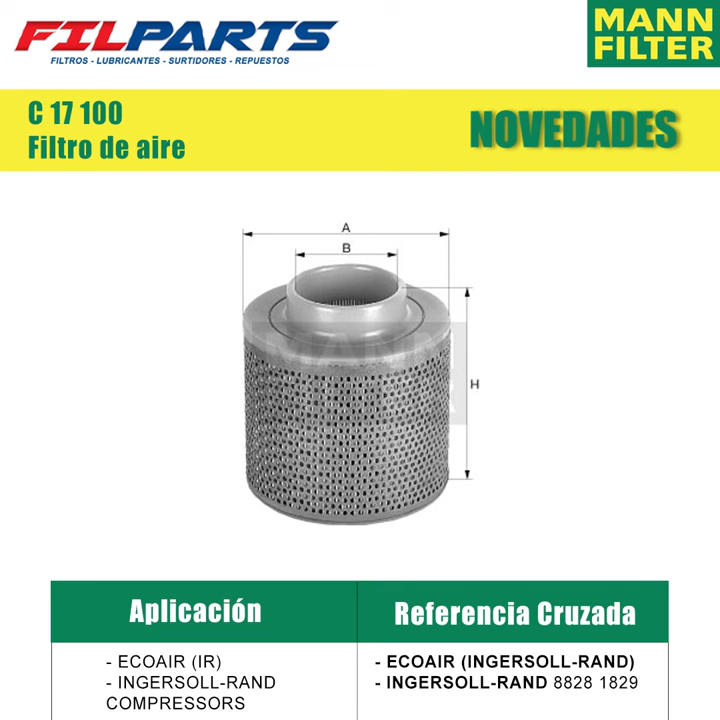 FILPARTS
FILTROS - LUBRICANTES - SURTIDORES - REPUESTOS
MANN
FILTER
C 17 100
Filtro de aire
NOVEDADES
A
B
H
MANN
Aplicación
Referencia Cruzada
- ECOAIR (IR)
- INGERSOLL-RAND
COMPRESSORS
- ECOAIR (INGERSOLL-RAND)
- INGERSOLL-RAND 8828 1829